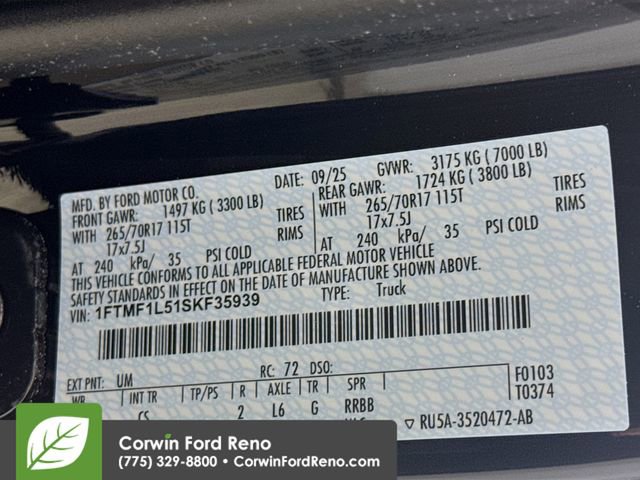 MFD. BY FORD MOTOR CO.
DATE: 09/25 GVWR: 3175 KG ( 7000 LB)
FRONT GAWR: 1497 KG ( 3300 LB)
REAR GAWR: 1724 KG ( 3800 LB)
WITH 265/70R17 115T TIRES
WITH 265/70R17 115T TIRES
17x7.5J RIMS
17x7.5J RIMS
AT 240 kPa/ 35 PSI COLD
AT 240 kPa/ 35 PSI COLD
THIS VEHICLE CONFORMS TO ALL APPLICABLE FEDERAL MOTOR VEHICLE
SAFETY STANDARDS IN EFFECT ON THE DATE OF MANUFACTURE SHOWN ABOVE.
VIN: 1FTMF1L51SKF35939
TYPE: Truck
EXT PNT: UM RC: 72 DSO: F0103
WB INT TR TP/PS R AXLE TR SPR T0374
CS 2 L6 G RRBB
RU5A-3520472-AB
Corwin Ford Reno
(775) 329-8800 • CorwinFordReno.com